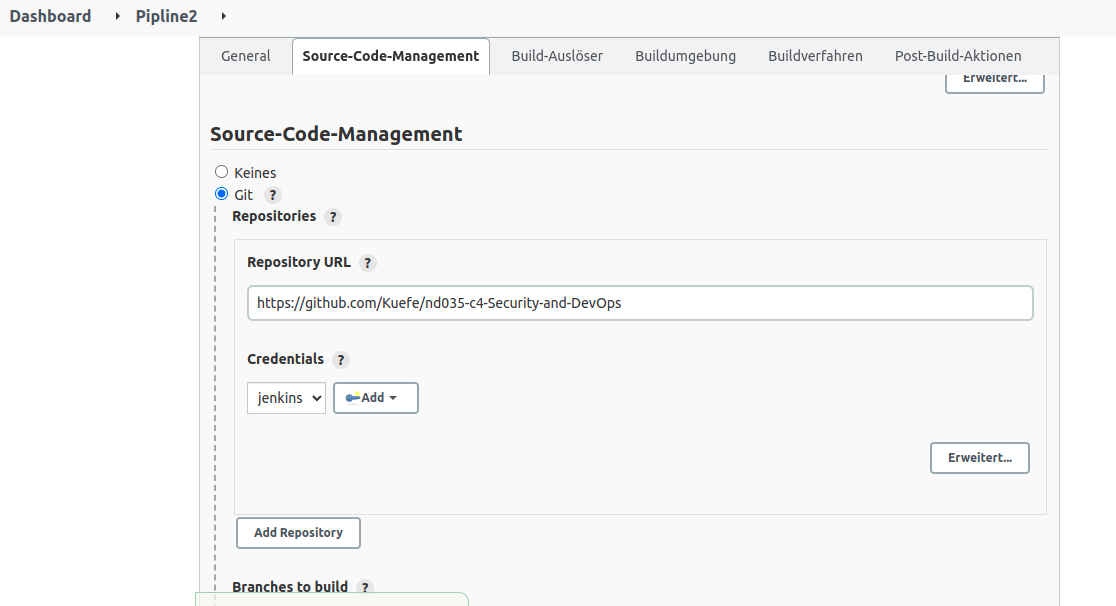 Dashboard Pipline2
General Source-Code-Management Build-Auslöser Buildumgebung Buildverfahren Post-Build-Aktionen
Erweitert...
Source-Code-Management
Keines
Git ?
Repositories ?
Repository URL ?
https://github.com/Kuefe/nd035-c4-Security-and-DevOps
Credentials ?
jenkins Add
Erweitert...
Add Repository
Branches to build ?